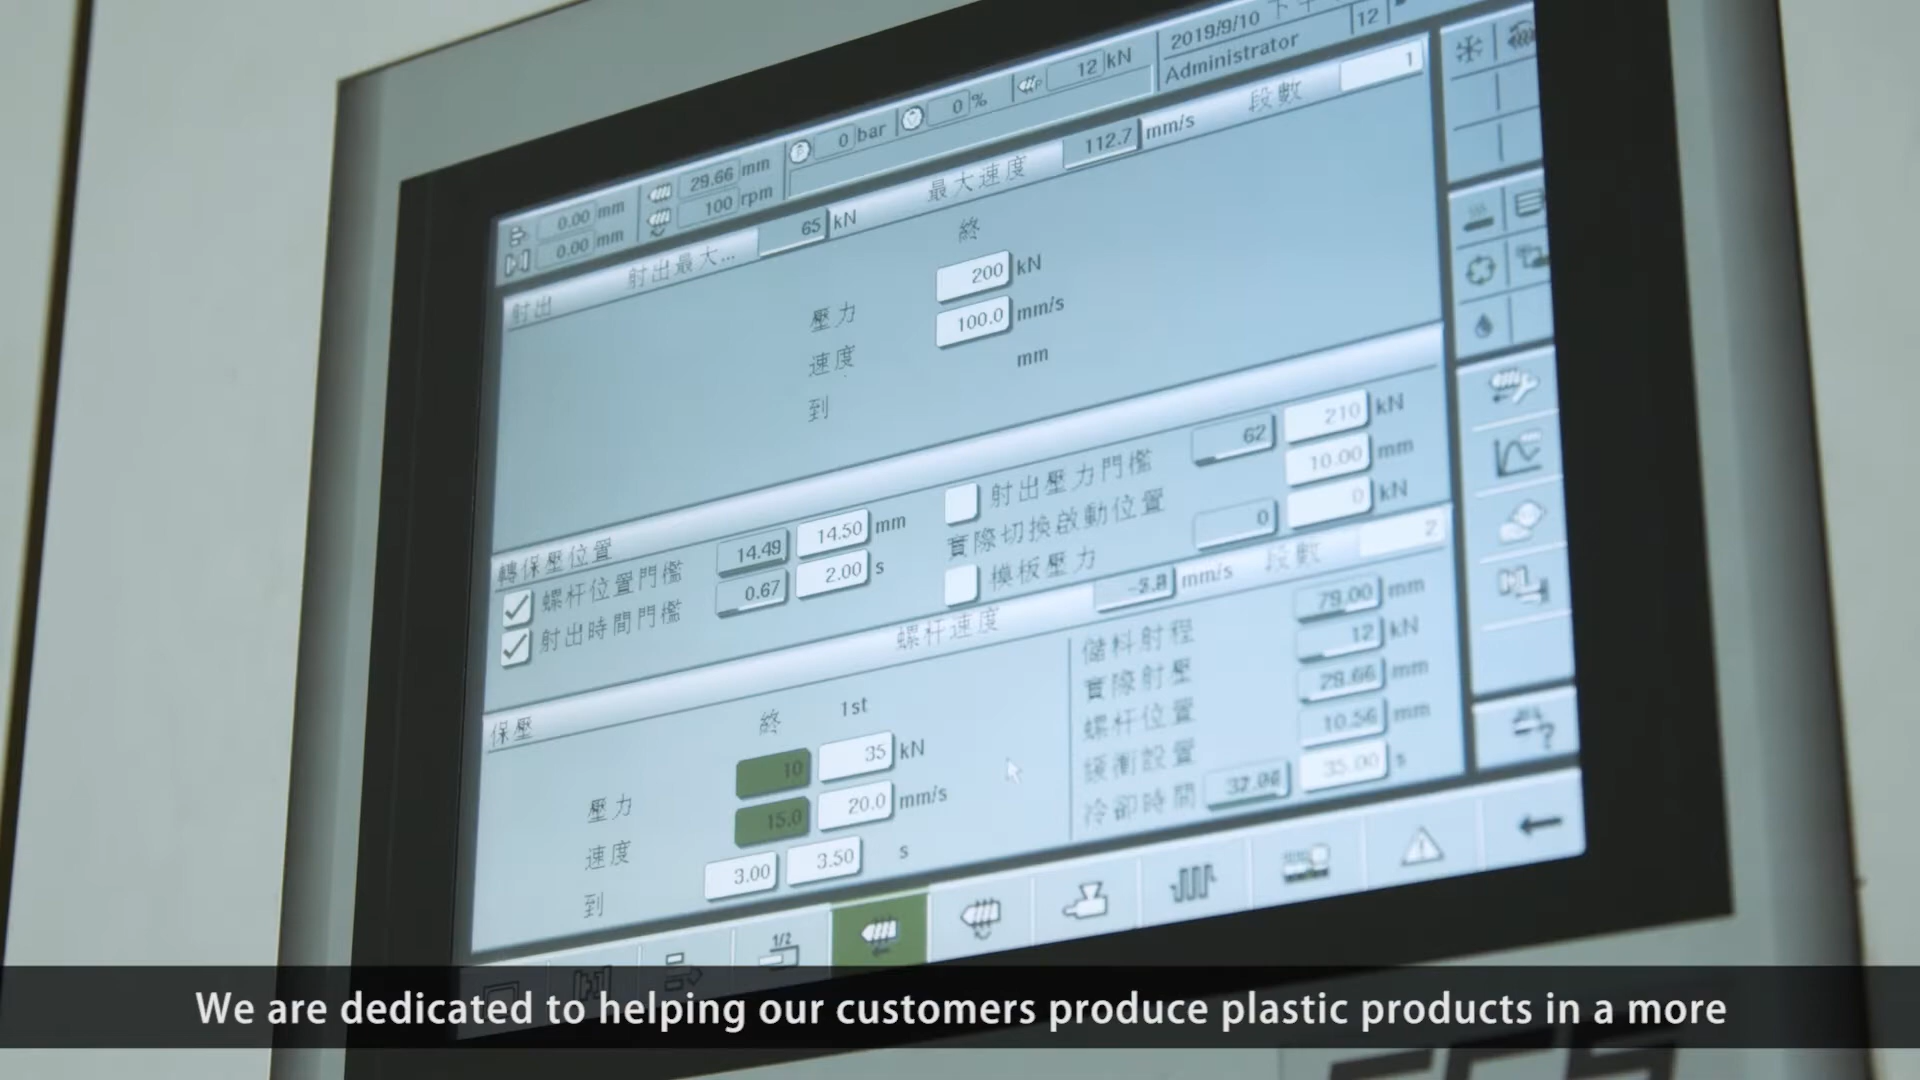 2019/9/10 下午 12
Administrator
0.00 mm
0.00 mm
29.66 mm
100 rpm
0 bar
0 %
12 kN
射出
射出最大... 65 kN
最大速度 112.7 mm/s
段數 1
終
壓力 200 kN
速度 100.0 mm/s
到 mm
轉保壓位置
螺杆位置門檻 14.49 14.50 mm
射出時間門檻 0.67 2.00 s
射出壓力門檻 62 210 kN
實際切換啟動位置 10.00 mm
模板壓力 0 0 kN
保壓
螺杆速度 mm/s
段數 2
終 1st
壓力 10 35 kN
速度 15.0 20.0 mm/s
到 3.00 3.50 s
儲料射程 79.00 mm
實際射壓 12 kN
螺杆位置 29.66 mm
緩衝設置 10.56 mm
冷卻時間 35.00 s
1/2
We are dedicated to helping our customers produce plastic products in a more